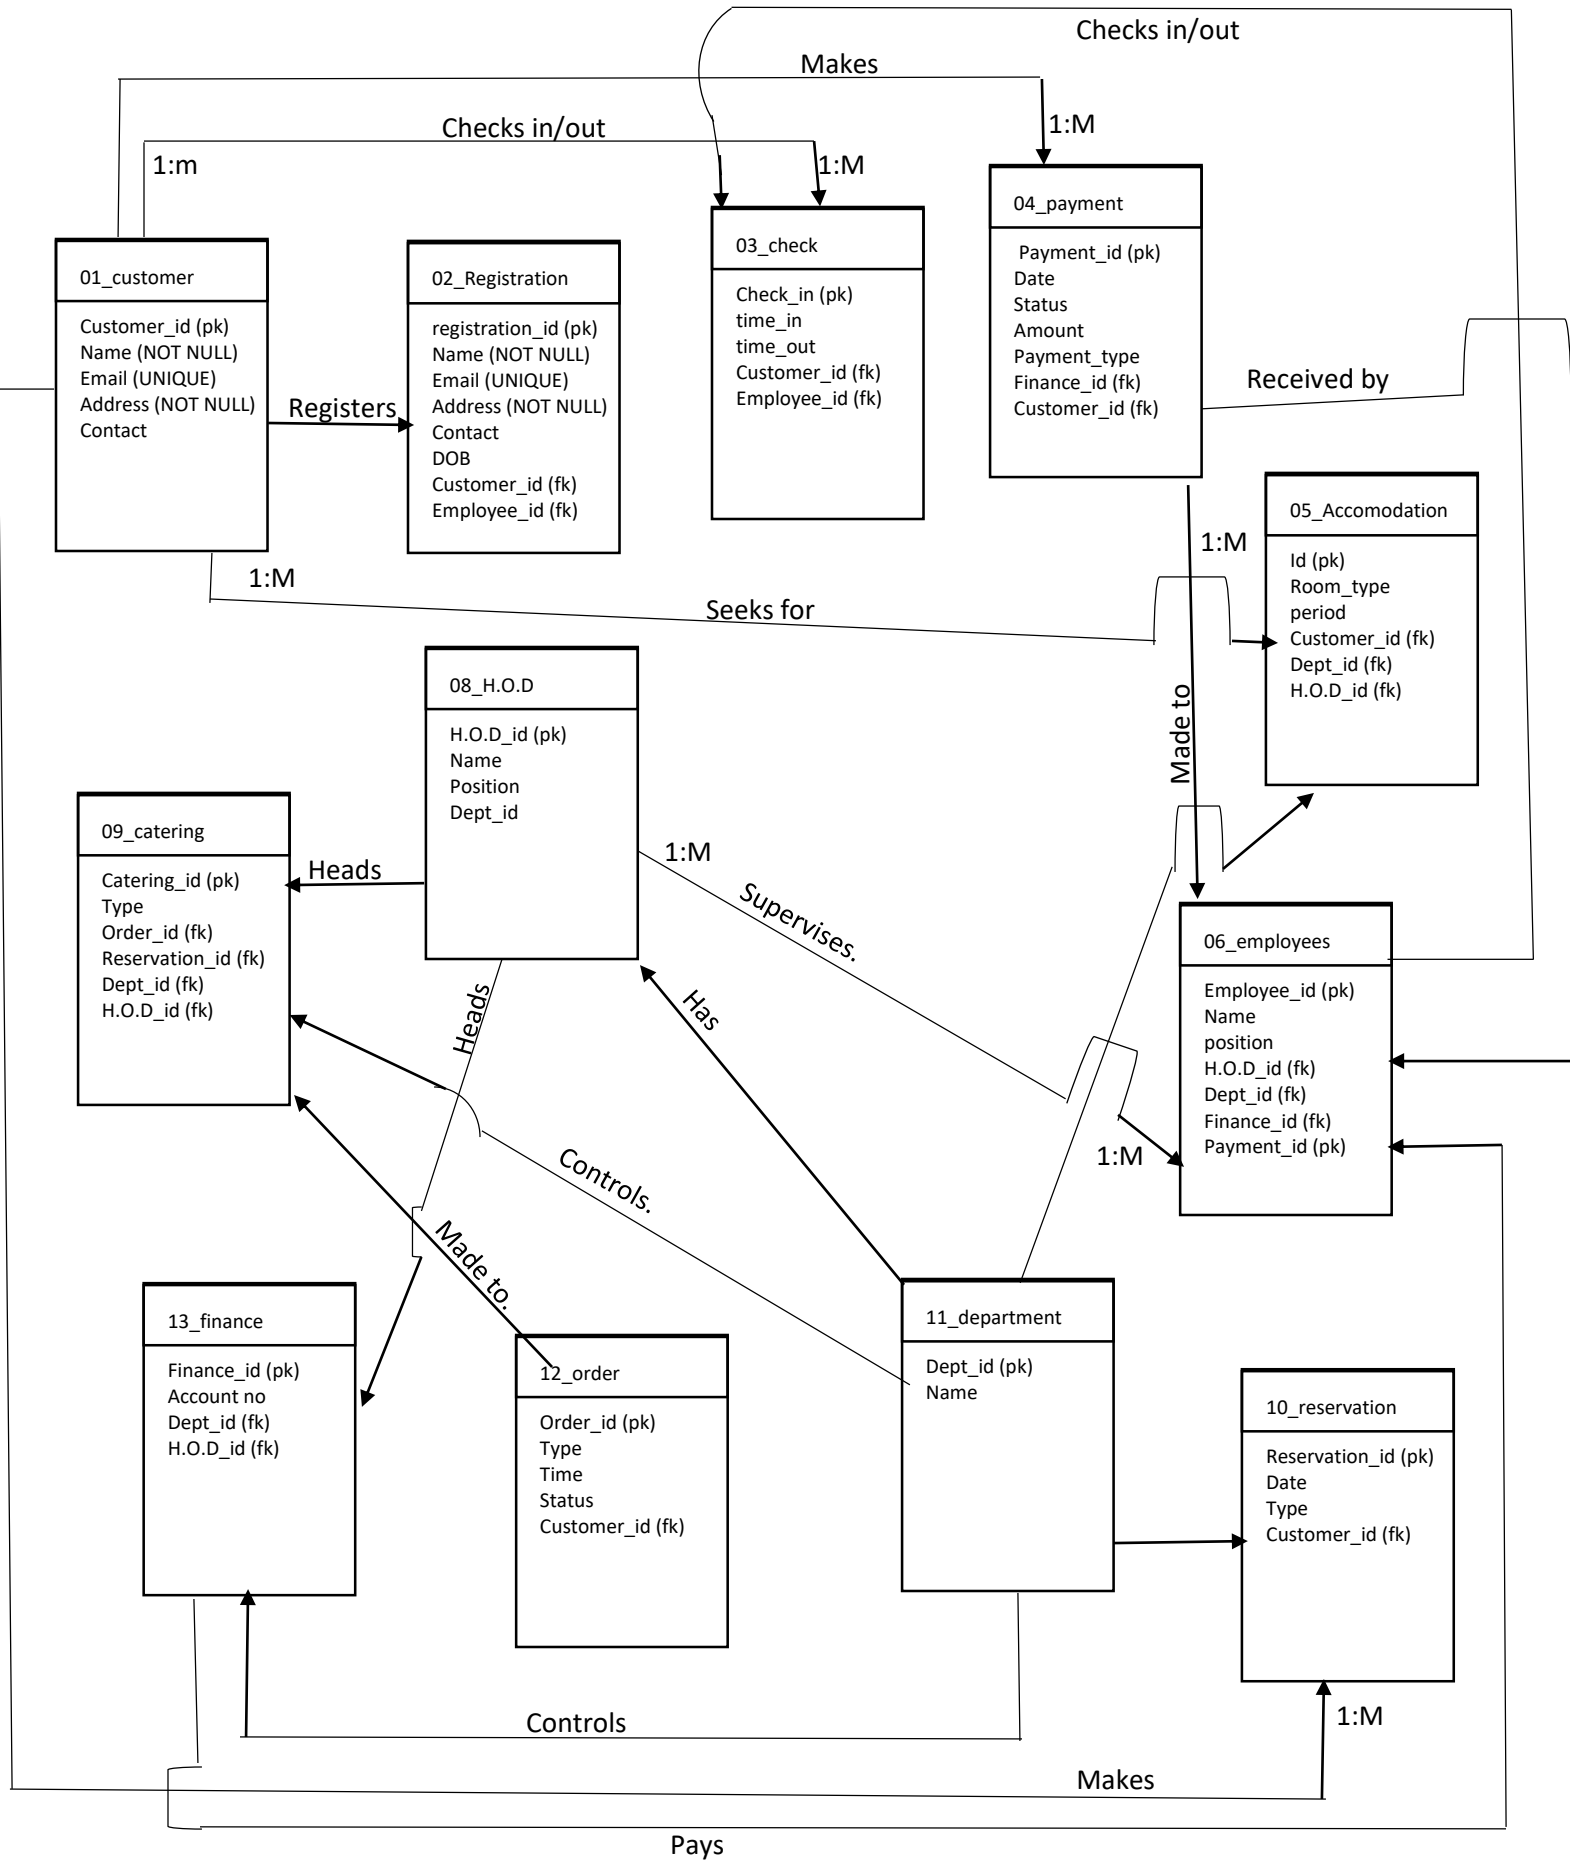 Checks in/out
Makes
1:M
Checks in/out
1:m
1:M
01_customer
Customer_id (pk)
Name (NOT NULL)
Email (UNIQUE)
Address (NOT NULL)
Contact
Registers
02_Registration
registration_id (pk)
Name (NOT NULL)
Email (UNIQUE)
Address (NOT NULL)
Contact
DOB
Customer_id (fk)
Employee_id (fk)
03_check
Check_in (pk)
time_in
time_out
Customer_id (fk)
Employee_id (fk)
04_payment
Payment_id (pk)
Date
Status
Amount
Payment_type
Finance_id (fk)
Customer_id (fk)
Received by
1:M
05_Accomodation
Id (pk)
Room_type
period
Customer_id (fk)
Dept_id (fk)
H.O.D_id (fk)
1:M
Seeks for
Made to
08_H.O.D
H.O.D_id (pk)
Name
Position
Dept_id
1:M
Supervises.
09_catering
Catering_id (pk)
Type
Order_id (fk)
Reservation_id (fk)
Dept_id (fk)
H.O.D_id (fk)
Heads
Heads
Has
06_employees
Employee_id (pk)
Name
position
H.O.D_id (fk)
Dept_id (fk)
Finance_id (fk)
Payment_id (pk)
1:M
Controls.
Made to.
13_finance
Finance_id (pk)
Account no
Dept_id (fk)
H.O.D_id (fk)
12_order
Order_id (pk)
Type
Time
Status
Customer_id (fk)
11_department
Dept_id (pk)
Name
10_reservation
Reservation_id (pk)
Date
Type
Customer_id (fk)
Controls
1:M
Makes
Pays